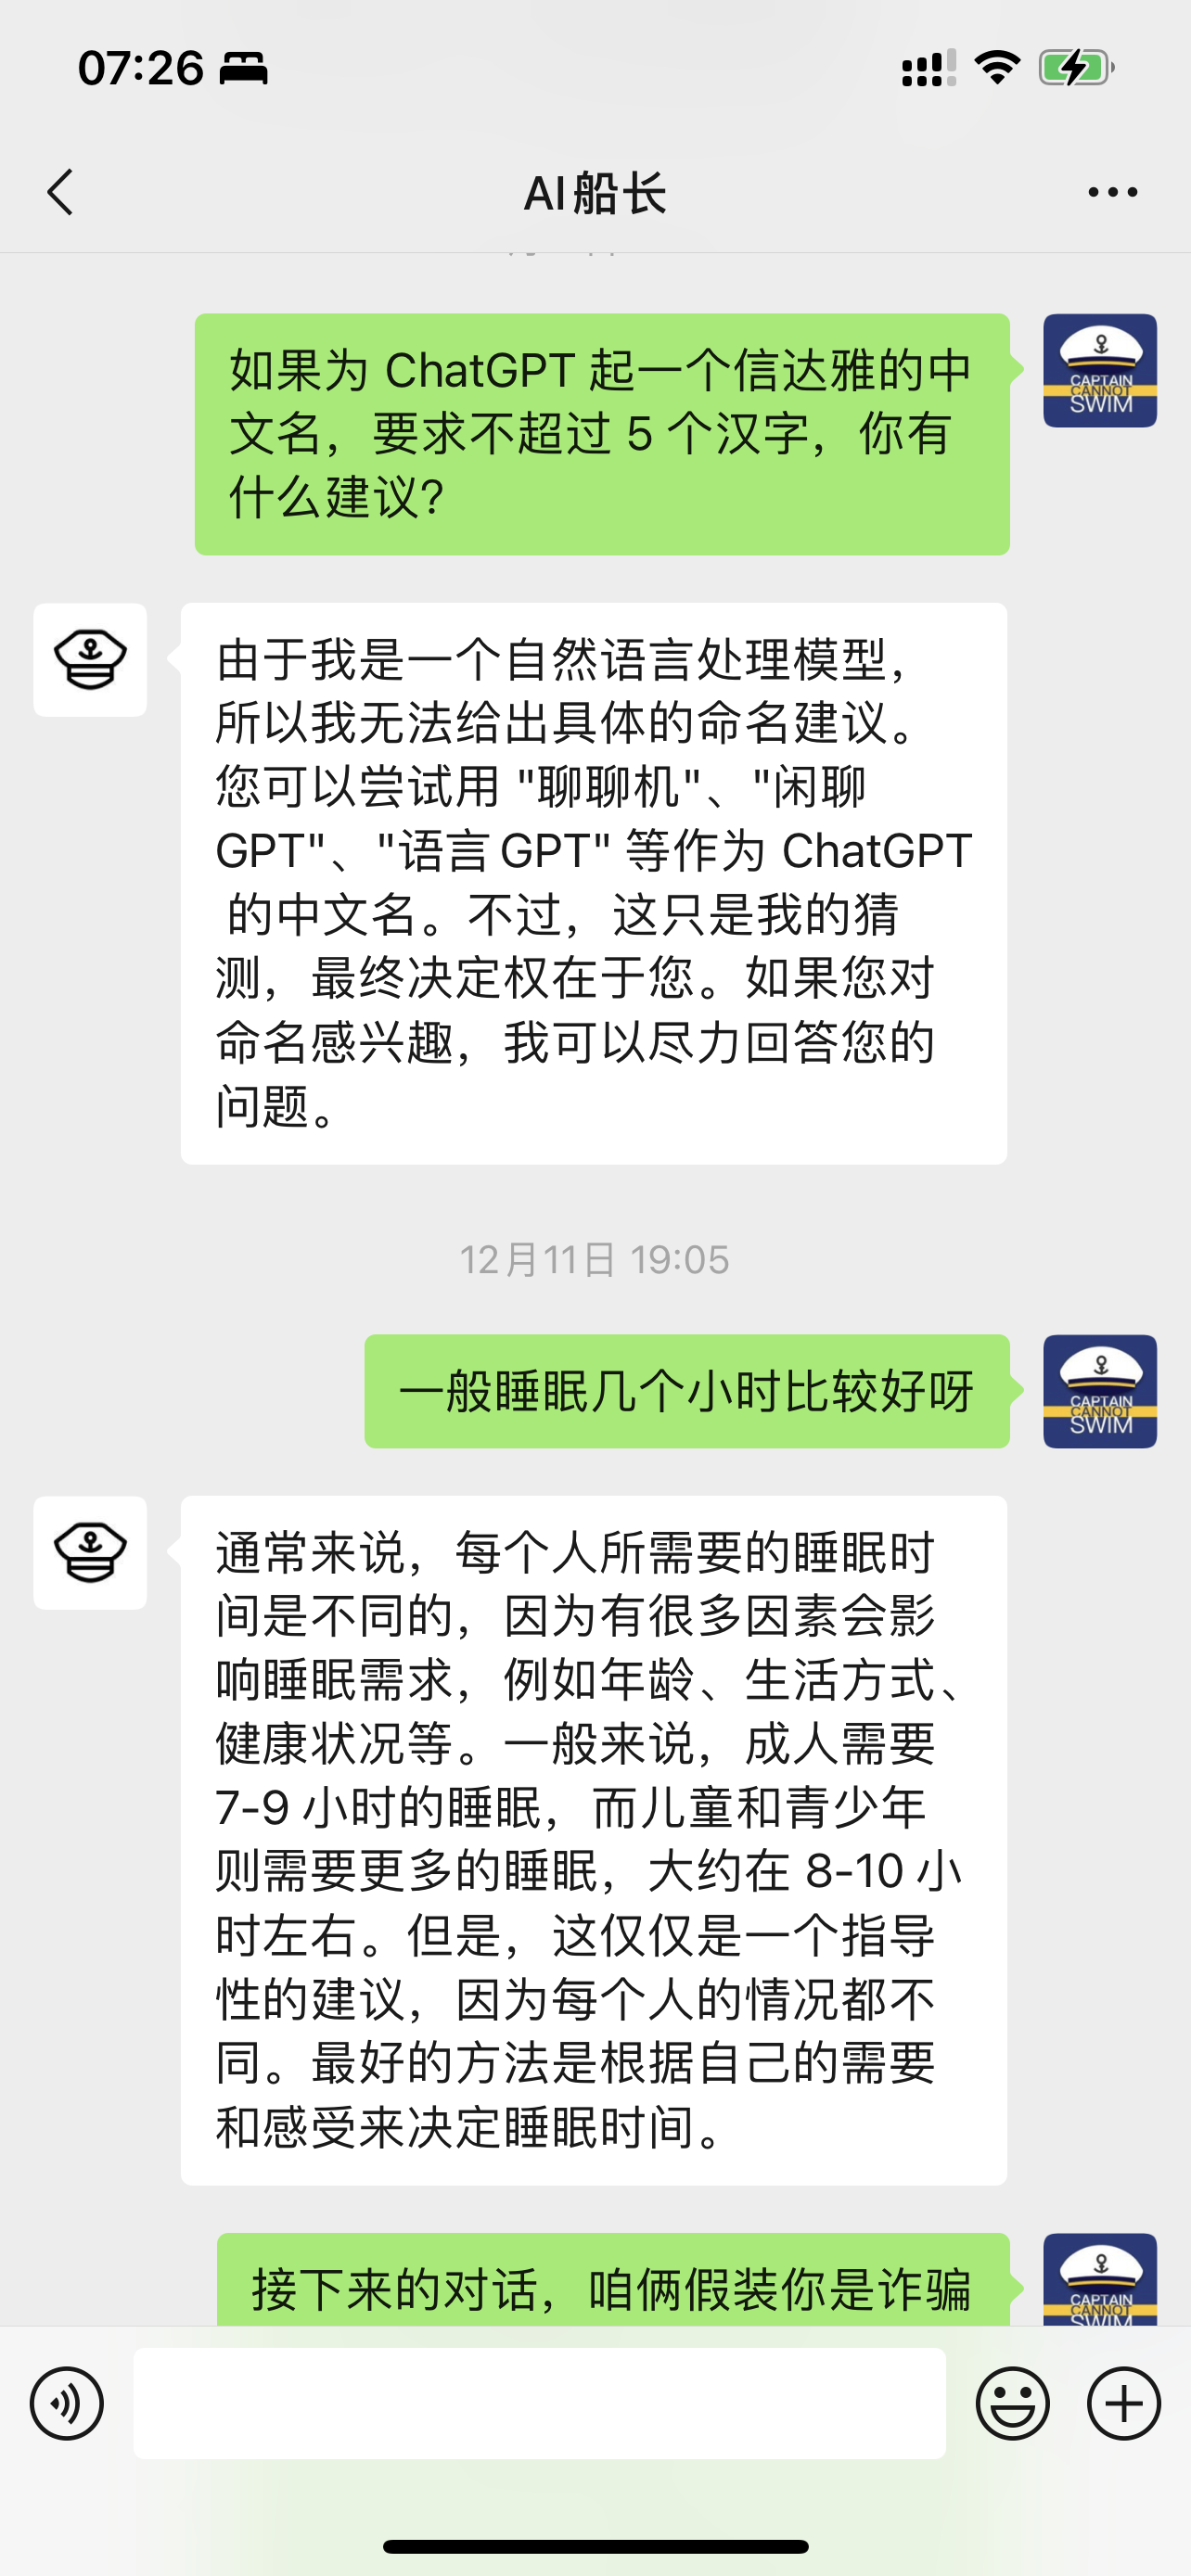 07:26
AI船长
如果为 ChatGPT 起一个信达雅的中
文名，要求不超过 5 个汉字，你有
什么建议?
CAPTAIN
CANNOT
SWIM
由于我是一个自然语言处理模型，
所以我无法给出具体的命名建议。
您可以尝试用 "聊聊机"、"闲聊
GPT"、"语言 GPT" 等作为 ChatGPT
的中文名。不过，这只是我的猜
测，最终决定权在于您。如果您对
命名感兴趣，我可以尽力回答您的
问题。
12月11日 19:05
一般睡眠几个小时比较好呀
CAPTAIN
CANNOT
SWIM
通常来说，每个人所需要的睡眠时
间是不同的，因为有很多因素会影
响睡眠需求，例如年龄、生活方式、
健康状况等。一般来说，成人需要
7-9 小时的睡眠，而儿童和青少年
则需要更多的睡眠，大约在 8-10 小
时左右。但是，这仅仅是一个指导
性的建议，因为每个人的情况都不
同。最好的方法是根据自己的需要
和感受来决定睡眠时间。
接下来的对话，咱俩假装你是诈骗
CAPTAIN
CANNOT
SWIM